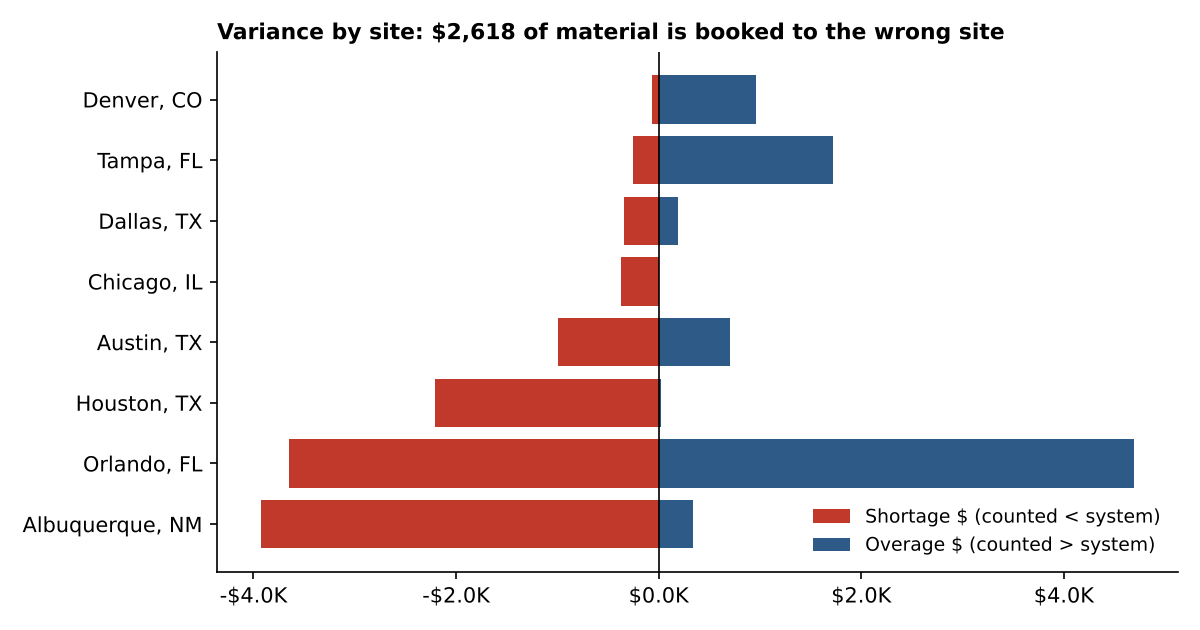 Variance by site: $2,618 of material is booked to the wrong site
Denver, CO
Tampa, FL
Dallas, TX
Chicago, IL
Austin, TX
Houston, TX
Orlando, FL
Albuquerque, NM
Shortage $ (counted < system)
Overage $ (counted > system)
-$4.0K
-$2.0K
$0.0K
$2.0K
$4.0K